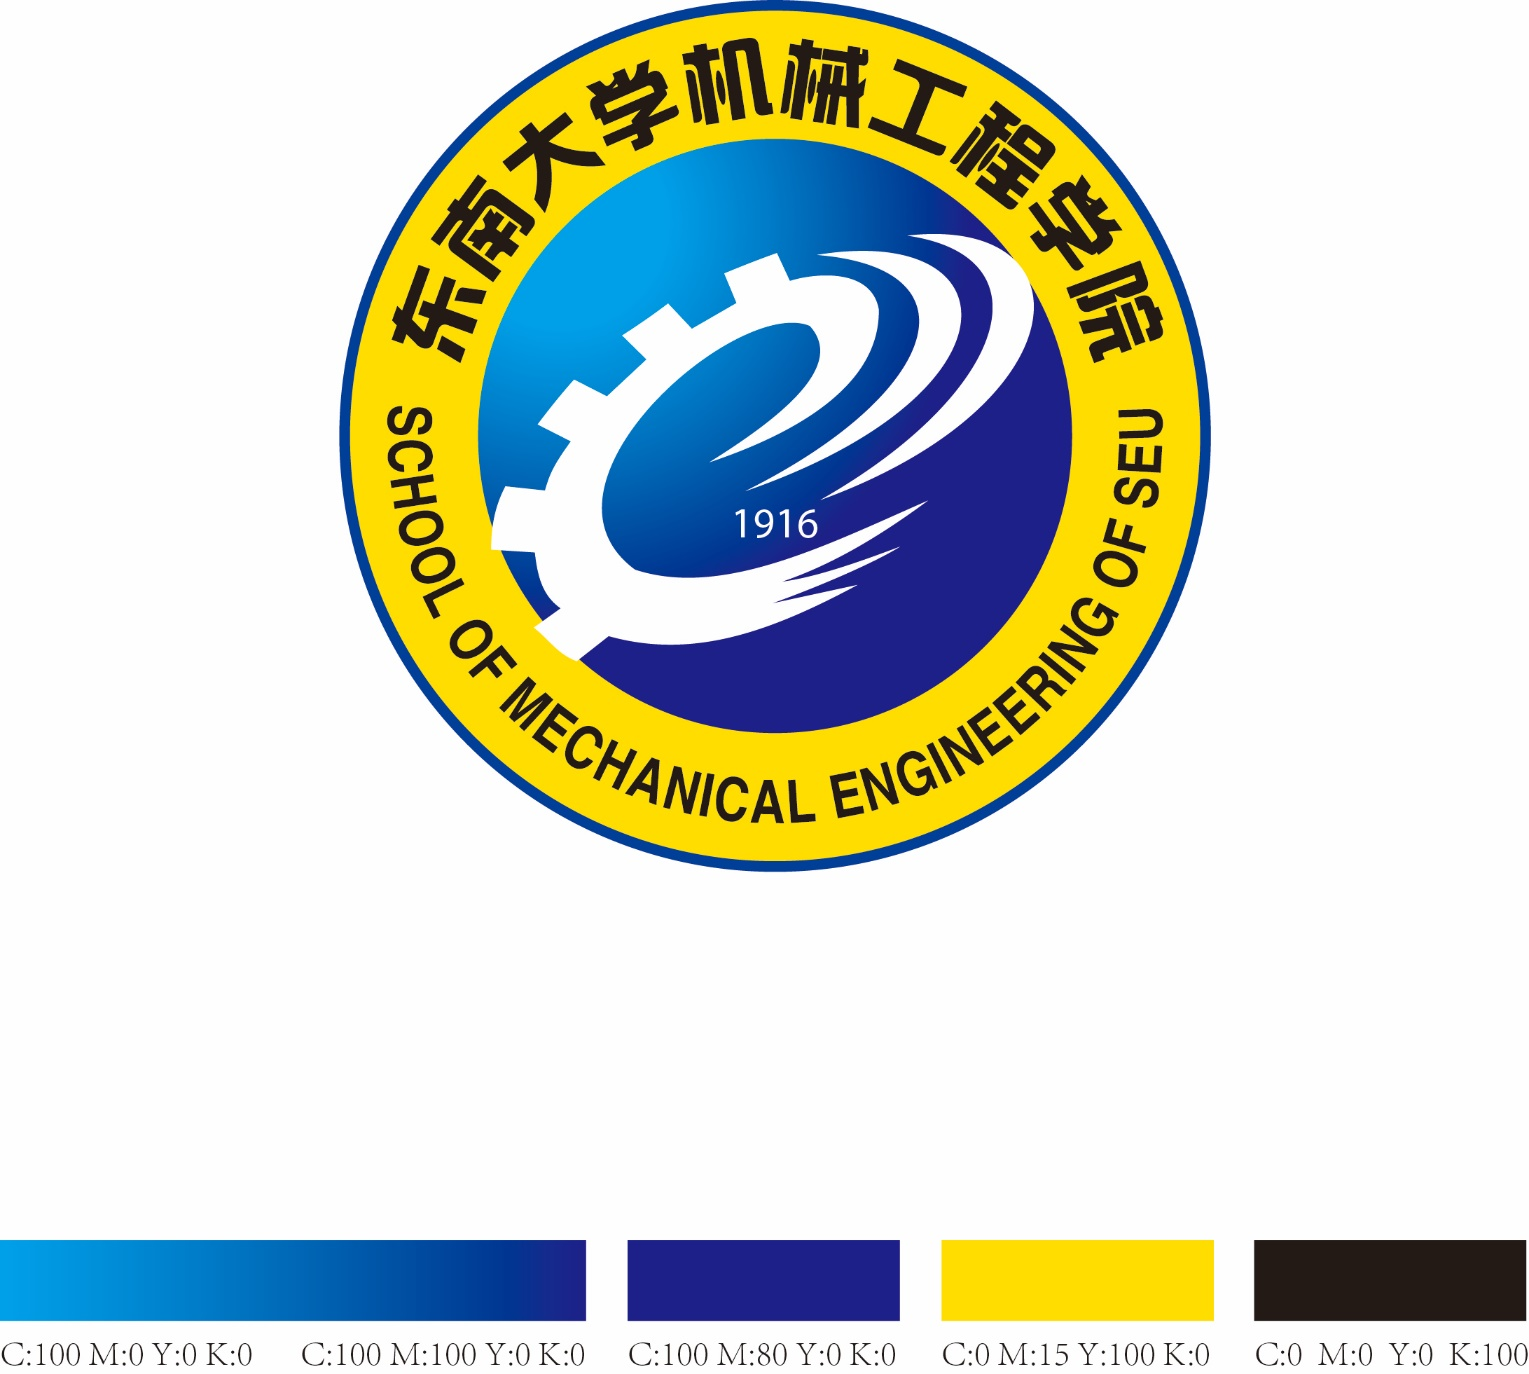 东南大学机械工程学院
1916
SCHOOL OF MECHANICAL ENGINEERING OF SEU
C:100 M:0 Y:0 K:0 C:100 M:100 Y:0 K:0 C:100 M:80 Y:0 K:0 C:0 M:15 Y:100 K:0 C:0 M:0 Y:0 K:100